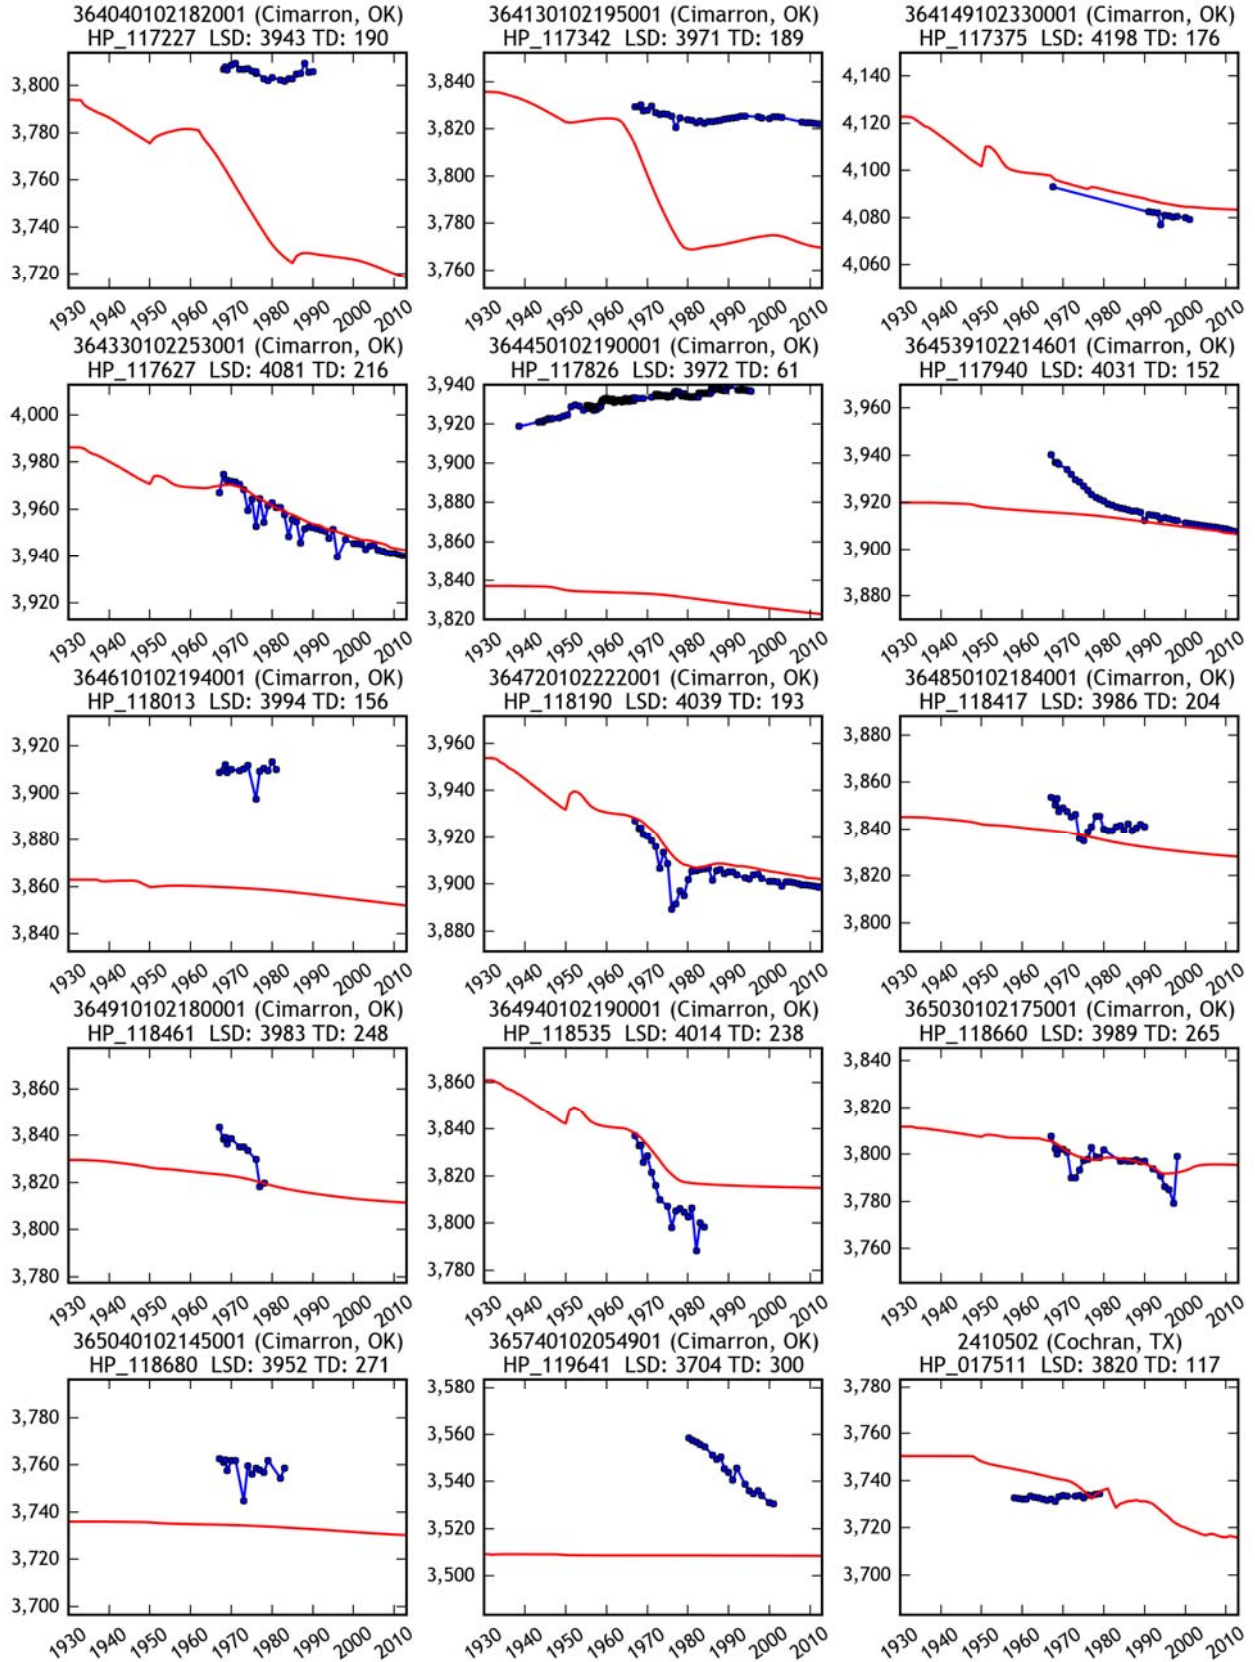 364040102182001 (Cimarron, OK)
HP_117227 LSD: 3943 TD: 190
3,800
3,780
3,760
3,740
3,720
1930 1940 1950 1960 1970 1980 1990 2000 2010
364130102195001 (Cimarron, OK)
HP_117342 LSD: 3971 TD: 189
3,840
3,820
3,800
3,780
3,760
1930 1940 1950 1960 1970 1980 1990 2000 2010
364149102330001 (Cimarron, OK)
HP_117375 LSD: 4198 TD: 176
4,140
4,120
4,100
4,080
4,060
1930 1940 1950 1960 1970 1980 1990 2000 2010
364330102253001 (Cimarron, OK)
HP_117627 LSD: 4081 TD: 216
4,000
3,980
3,960
3,940
3,920
1930 1940 1950 1960 1970 1980 1990 2000 2010
364450102190001 (Cimarron, OK)
HP_117826 LSD: 3972 TD: 61
3,940
3,920
3,900
3,880
3,860
3,840
3,820
1930 1940 1950 1960 1970 1980 1990 2000 2010
364539102214601 (Cimarron, OK)
HP_117940 LSD: 4031 TD: 152
3,960
3,940
3,920
3,900
3,880
1930 1940 1950 1960 1970 1980 1990 2000 2010
364610102194001 (Cimarron, OK)
HP_118013 LSD: 3994 TD: 156
3,920
3,900
3,880
3,860
3,840
1930 1940 1950 1960 1970 1980 1990 2000 2010
364720102222001 (Cimarron, OK)
HP_118190 LSD: 4039 TD: 193
3,960
3,940
3,920
3,900
3,880
1930 1940 1950 1960 1970 1980 1990 2000 2010
364850102184001 (Cimarron, OK)
HP_118417 LSD: 3986 TD: 204
3,880
3,860
3,840
3,820
3,800
1930 1940 1950 1960 1970 1980 1990 2000 2010
364910102180001 (Cimarron, OK)
HP_118461 LSD: 3983 TD: 248
3,860
3,840
3,820
3,800
3,780
1930 1940 1950 1960 1970 1980 1990 2000 2010
364940102190001 (Cimarron, OK)
HP_118535 LSD: 4014 TD: 238
3,860
3,840
3,820
3,800
3,780
1930 1940 1950 1960 1970 1980 1990 2000 2010
365030102175001 (Cimarron, OK)
HP_118660 LSD: 3989 TD: 265
3,840
3,820
3,800
3,780
3,760
1930 1940 1950 1960 1970 1980 1990 2000 2010
365040102145001 (Cimarron, OK)
HP_118680 LSD: 3952 TD: 271
3,780
3,760
3,740
3,720
3,700
1930 1940 1950 1960 1970 1980 1990 2000 2010
365740102054901 (Cimarron, OK)
HP_119641 LSD: 3704 TD: 300
3,580
3,560
3,540
3,520
3,500
1930 1940 1950 1960 1970 1980 1990 2000 2010
2410502 (Cochran, TX)
HP_017511 LSD: 3820 TD: 117
3,780
3,760
3,740
3,720
3,700
1930 1940 1950 1960 1970 1980 1990 2000 2010